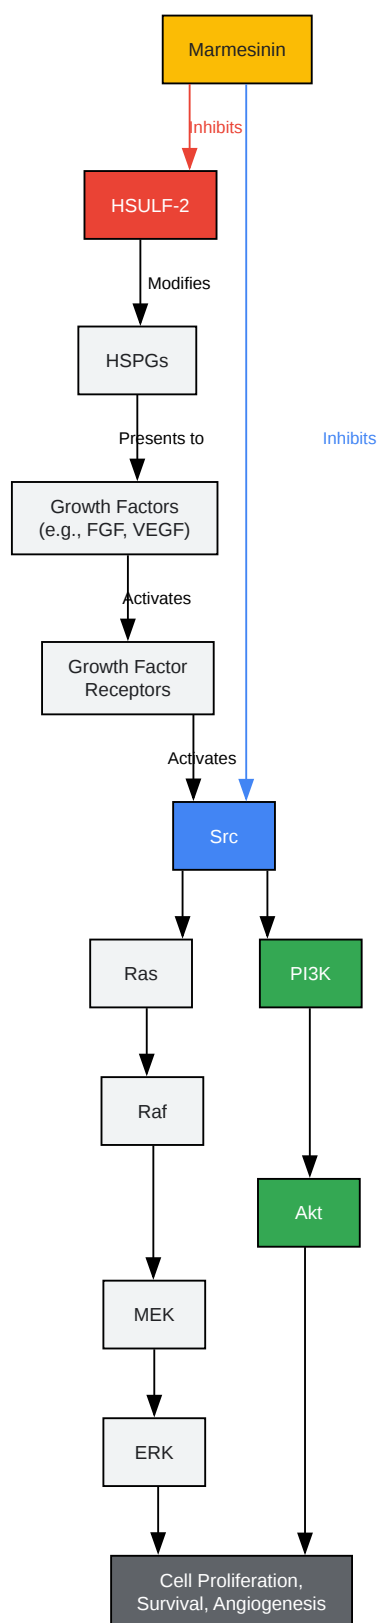 Marmesinin
Inhibits
HSULF-2
Modifies
HSPGs
Presents to
Inhibits
Growth Factors
(e.g., FGF, VEGF)
Activates
Growth Factor
Receptors
Activates
Src
Ras
PI3K
Raf
Akt
MEK
ERK
Cell Proliferation,
Survival, Angiogenesis